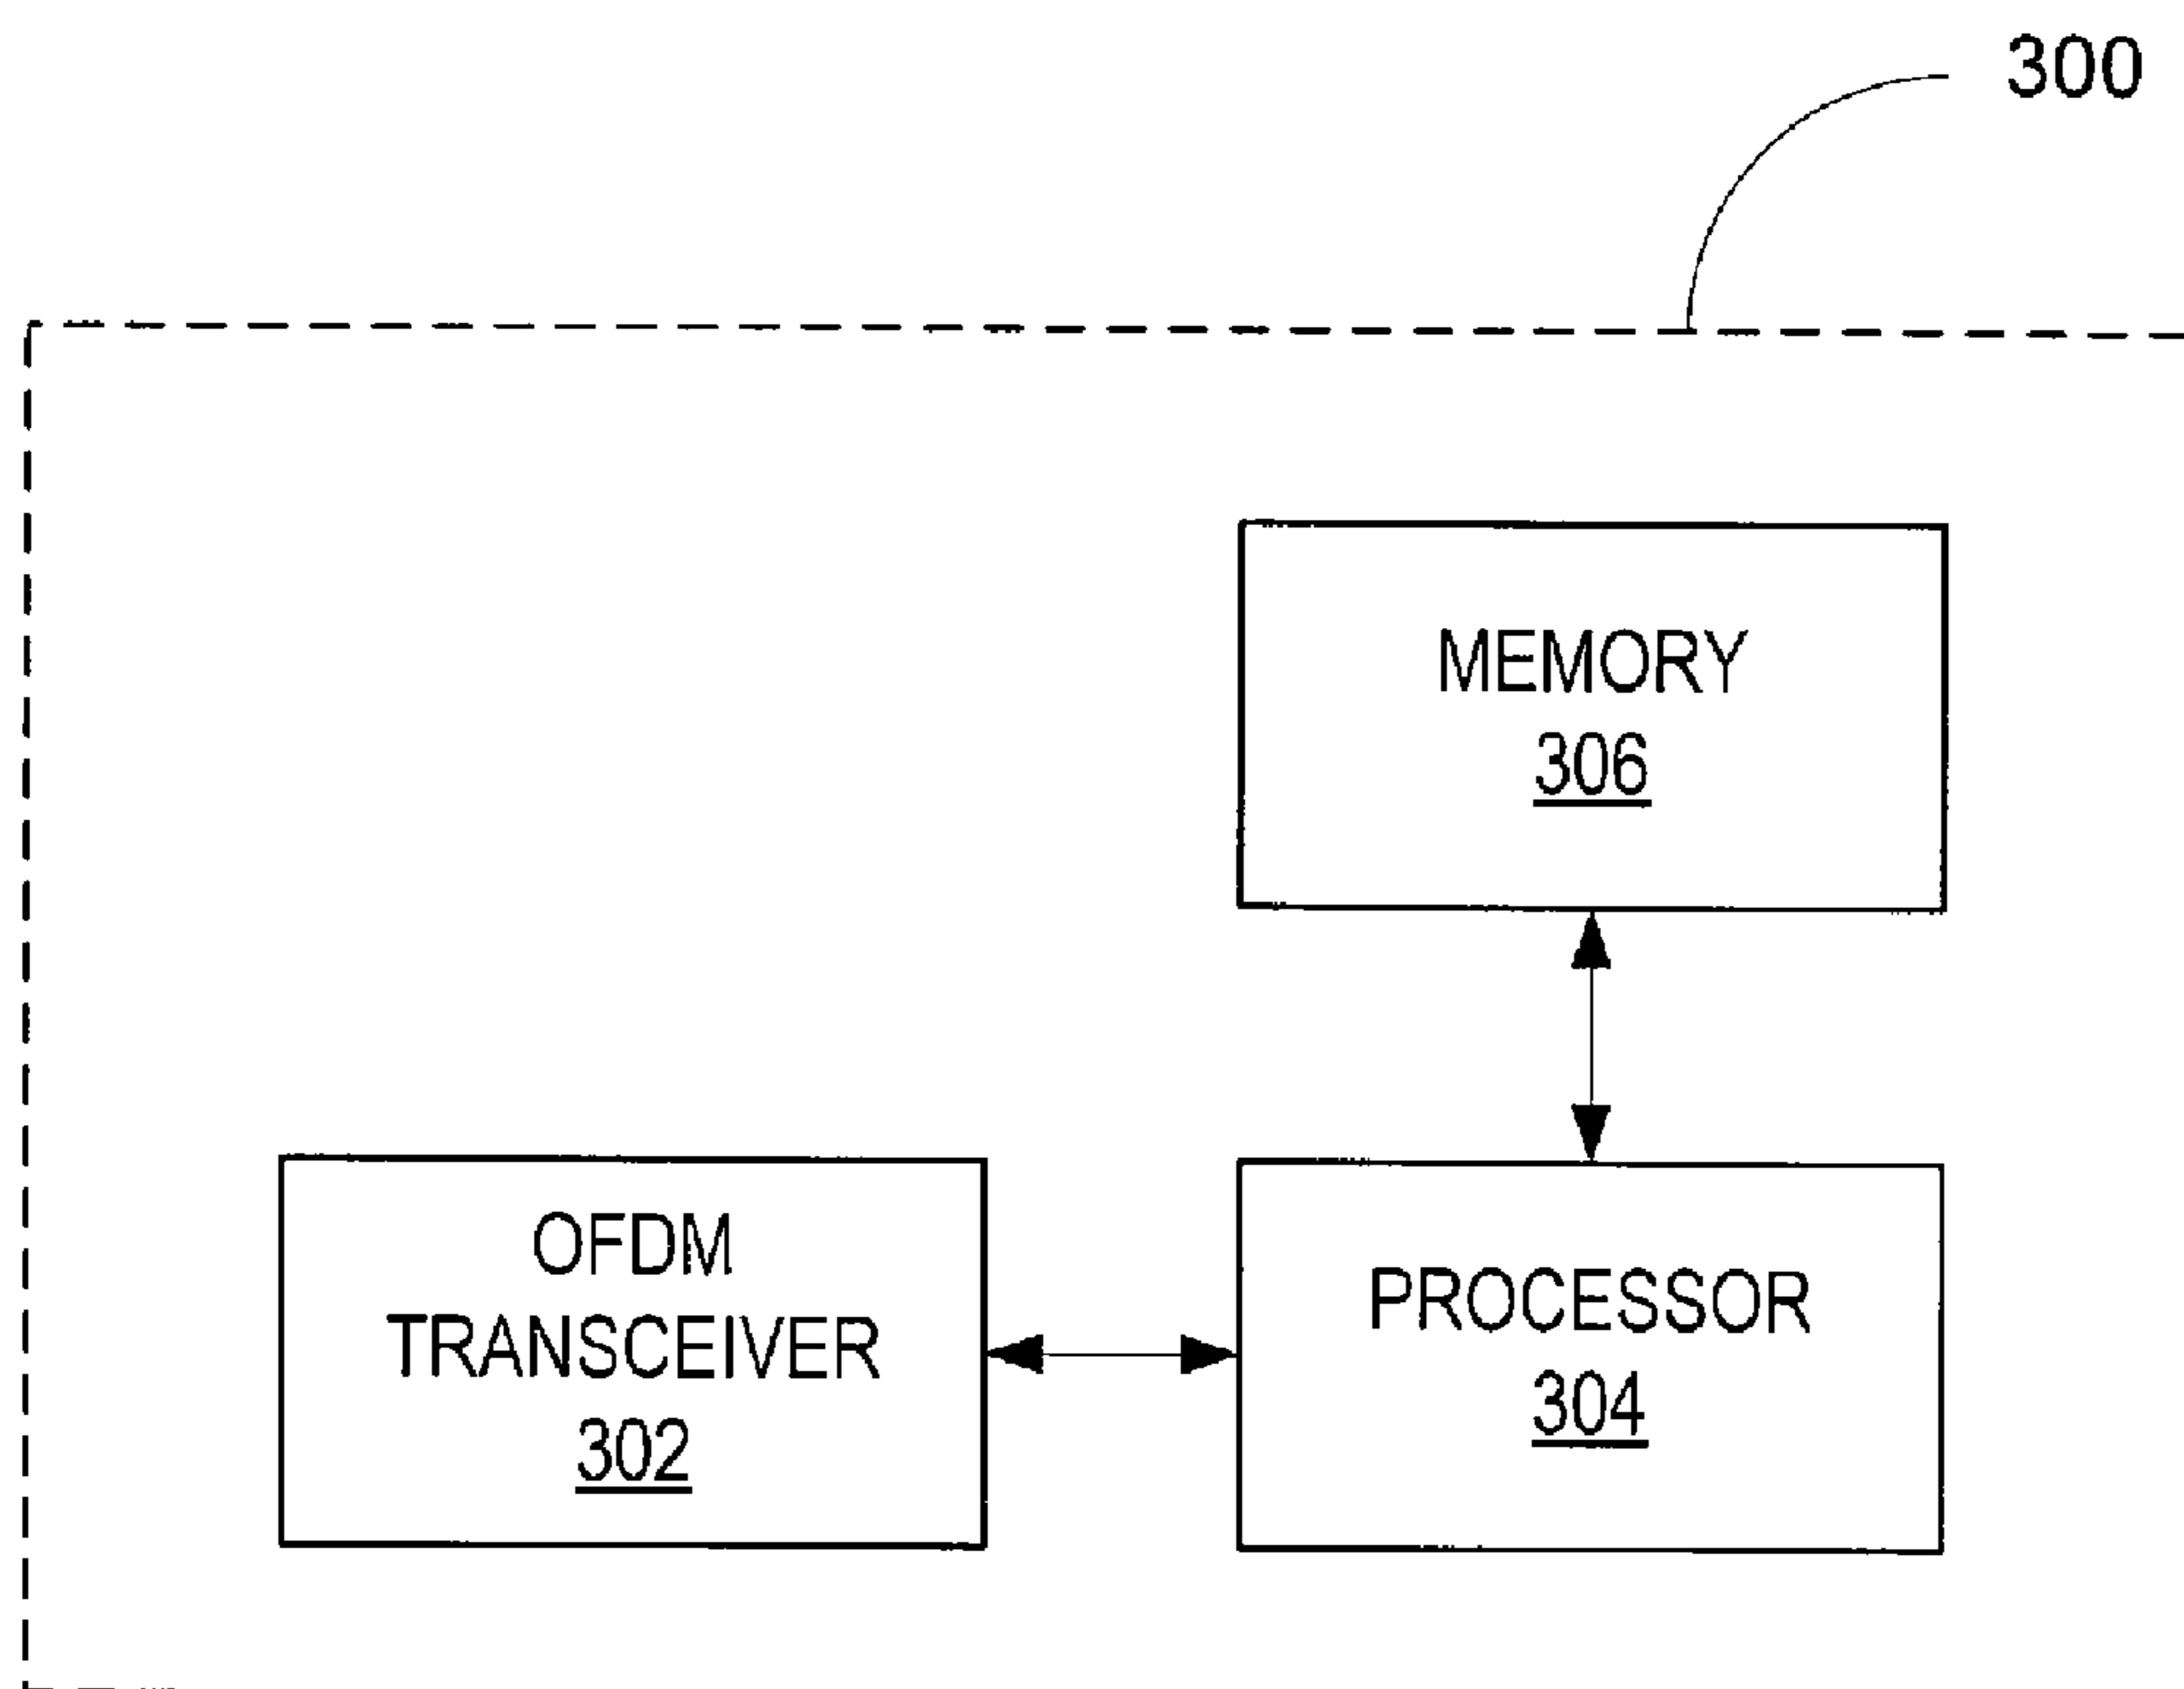 300
MEMORY
306
OFDM
TRANSCEIVER
302
PROCESSOR
304